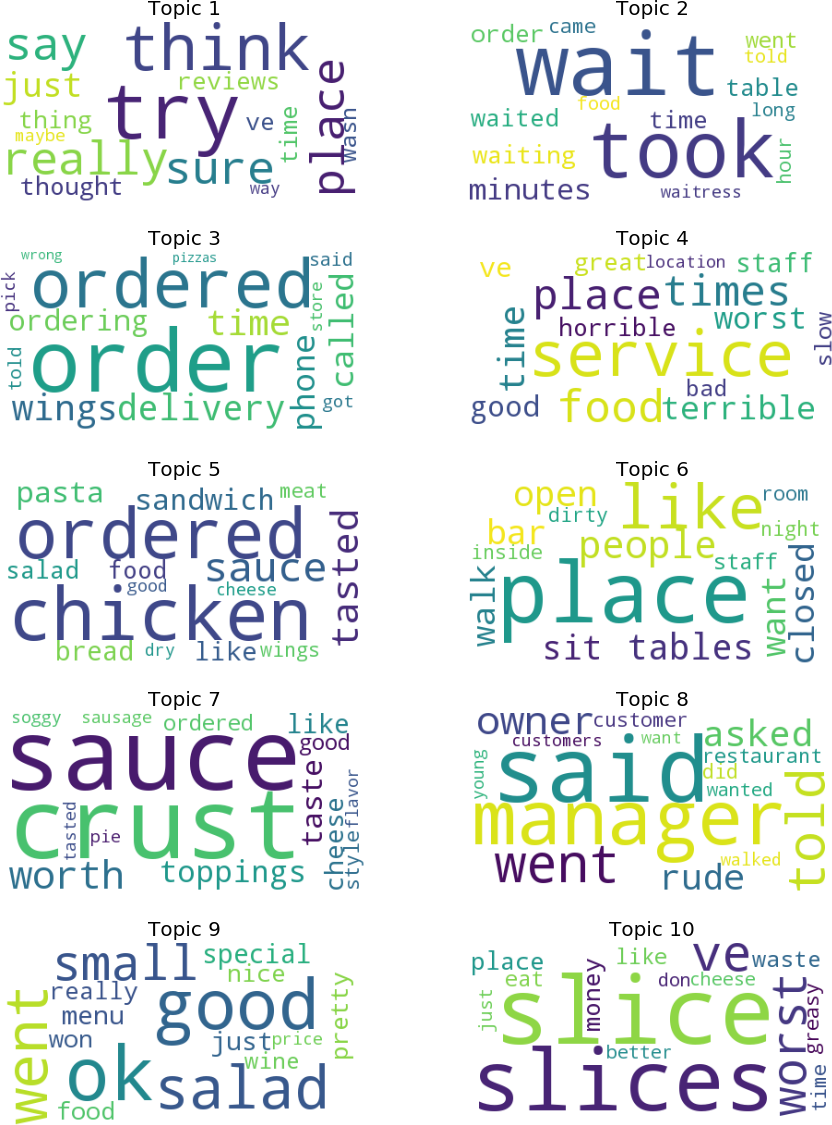 Topic 1
say
think
just
reviews
try
place
thing
ve
time
wasn
maybe
really
sure
thought
way
Topic 2
order
came
went
wait
told
table
food
long
waited
time
took
waiting
hour
minutes
waitress
Topic 3
wrong
pizzas
said
pick
ordered
store
called
ordering
time
told
order
phone
wings
delivery
got
Topic 4
ve
great
location
staff
place
times
time
horrible
worst
slow
service
bad
good
food
terrible
Topic 5
pasta
sandwich
meat
ordered
tasted
salad
food
sauce
good
cheese
chicken
bread
dry
like
wings
Topic 6
open
like
room
dirty
bar
people
night
inside
staff
closed
walk
place
want
sit
tables
Topic 7
soggy
sausage
ordered
like
sauce
good
taste
crust
cheese
flavor
tasted
pie
worth
toppings
style
Topic 8
owner
customer
asked
customers
want
said
restaurant
young
did
told
wanted
manager
went
walked
rude
Topic 9
small
special
nice
went
really
good
pretty
menu
won
just
price
wine
ok
salad
food
Topic 10
place
like
ve
waste
eat
money
don
cheese
just
slice
worst
greasy
better
slices
time